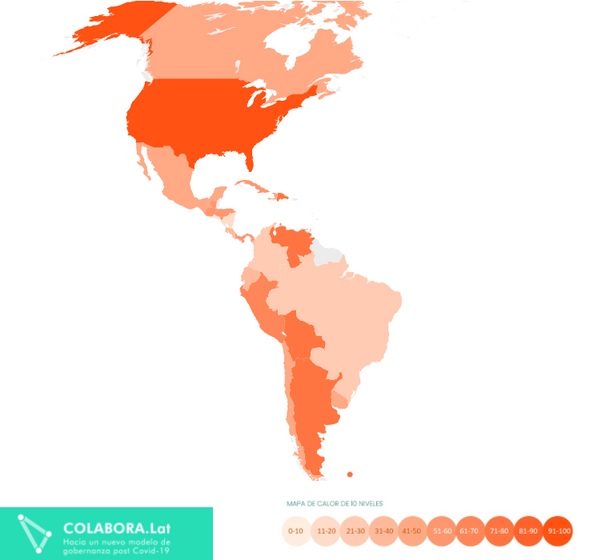 MAPA DE CALOR DE 10 NIVELES
0-10 11-20 21-30 31-40 41-50 51-60 61-70 71-80 81-90 91-100
COLABORA.Lat
Hacia un nuevo modelo de
gobernanza post Covid-19